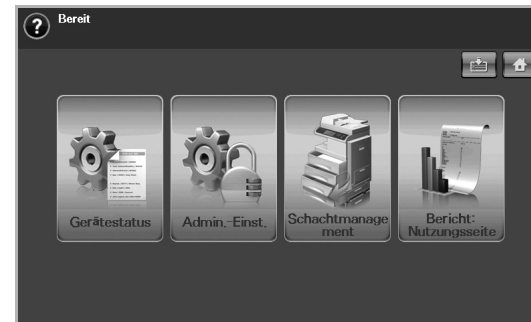 ?
Bereit
Gerätestatus
Admin.-Einst.
Schachtmanage
ment
Bericht:
Nutzungsseite